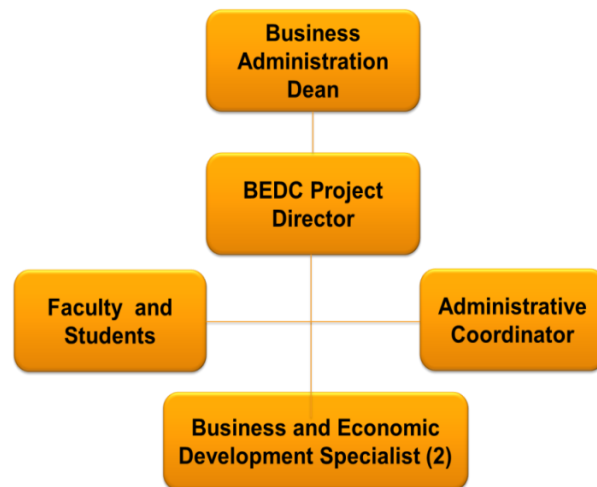 Business
Administration
Dean
BEDC Project
Director
Faculty and
Students
Administrative
Coordinator
Business and Economic
Development Specialist (2)